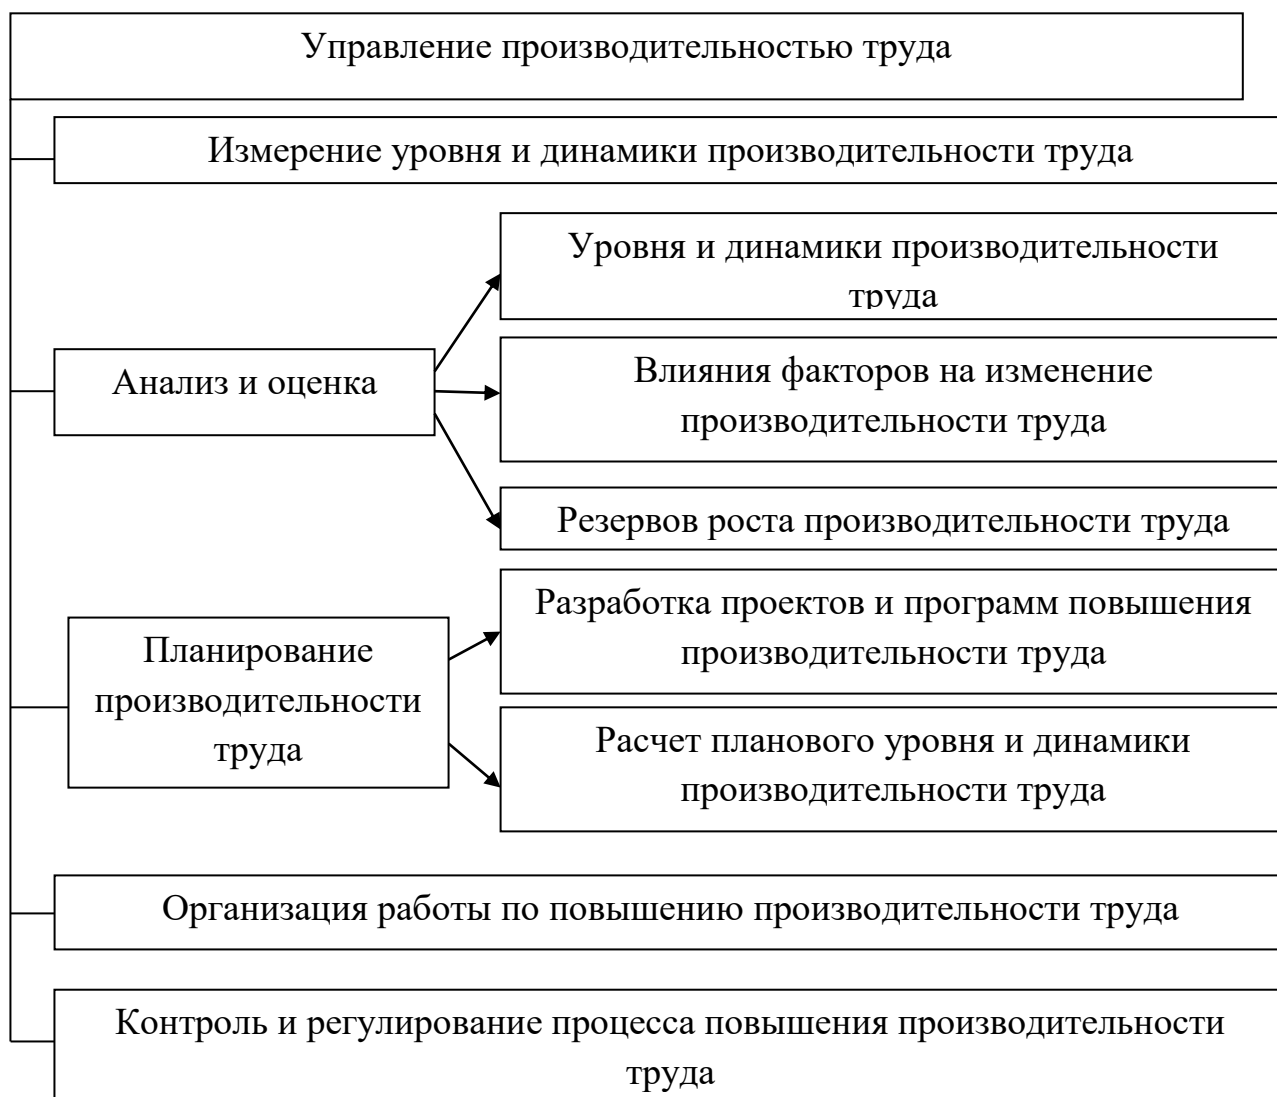 Управление производительностью труда
Измерение уровня и динамики производительности труда
Уровня и динамики производительности
труда
Анализ и оценка
Влияния факторов на изменение
производительности труда
Резервов роста производительности труда
Разработка проектов и программ повышения
производительности труда
Планирование
производительности
труда
Расчет планового уровня и динамики
производительности труда
Организация работы по повышению производительности труда
Контроль и регулирование процесса повышения производительности
труда